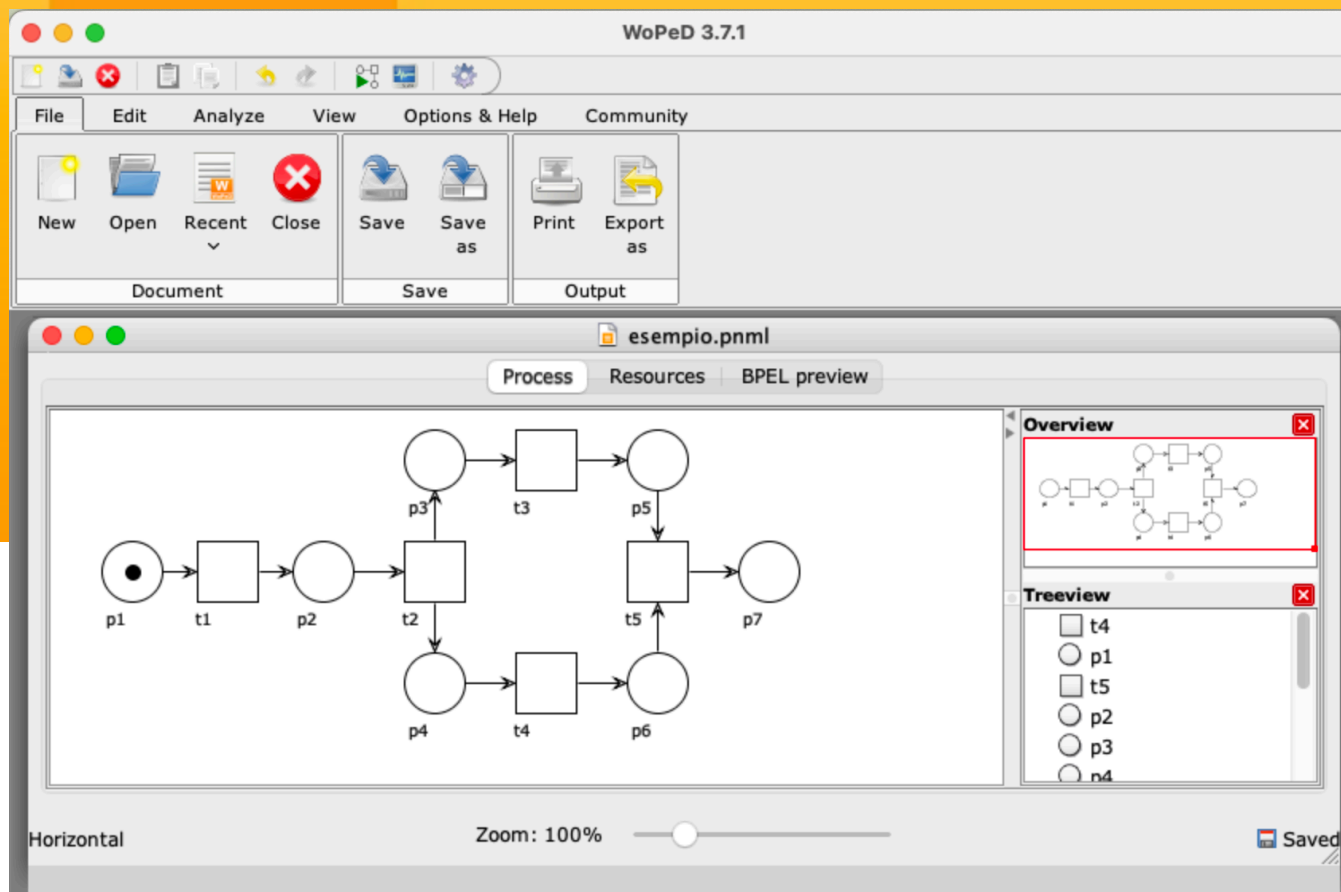 WoPeD 3.7.1
File Edit Analyze View Options & Help Community
New Open Recent Close Save Save as Print Export as
Document Save Output
esempio.pnml
Process Resources BPEL preview
Overview
p3 t3 p5
p1 t1 p2 t2 t5 p7
p4 t4 p6
Treeview
t4
p1
t5
p2
p3
p4
Horizontal Zoom: 100% Saved